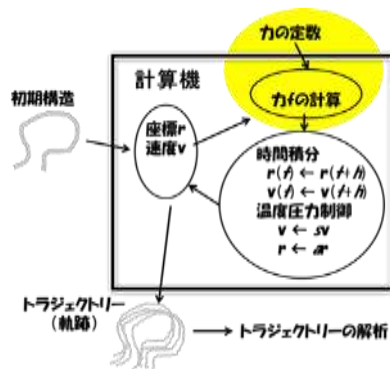 力の定数
計算機
力fの計算
初期構造
座標r
速度v
時間積分
r(t) ← r(t+h)
v(t) ← v(t+h)
温度圧力制御
v ← sv
r ← ar
トラジェクトリー
（軌跡）
トラジェクトリーの解析